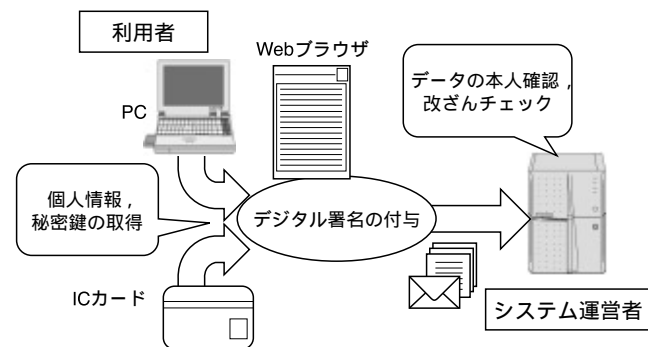 利用者
Webブラウザ
データの本人確認，
改ざんチェック
PC
個人情報，
秘密鍵の取得
デジタル署名の付与
ICカード
システム運営者